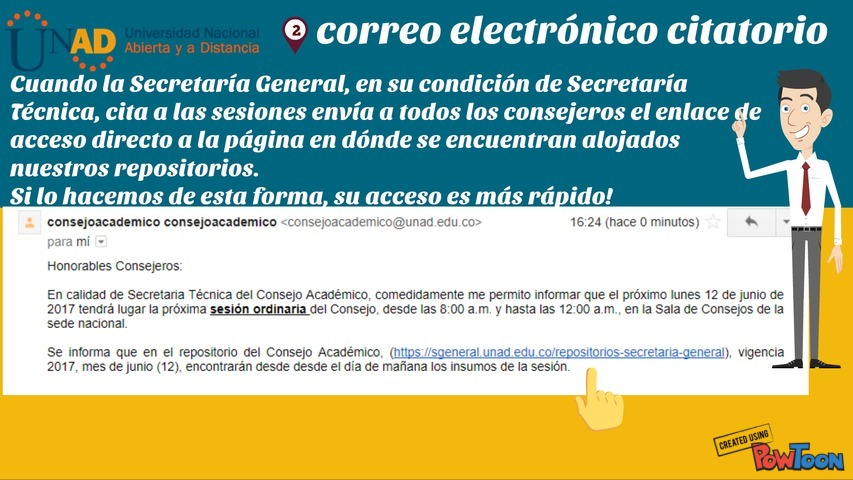 UNAD
Universidad Nacional
Abierta y a Distancia
2
correo electrónico citatorio
Cuando la Secretaría General, en su condición de Secretaría
Técnica, cita a las sesiones envía a todos los consejeros el enlace de
acceso directo a la página en dónde se encuentran alojados
nuestros repositorios.
Si lo hacemos de esta forma, su acceso es más rápido!
consejoacademico consejoacademico <consejoacademico@unad.edu.co>
16:24 (hace 0 minutos)
para mí
Honorables Consejeros:
En calidad de Secretaria Técnica del Consejo Académico, comedidamente me permito informar que el próximo lunes 12 de junio de
2017 tendrá lugar la próxima sesión ordinaria del Consejo, desde las 8:00 a.m. y hasta las 12:00 a.m., en la Sala de Consejos de la
sede nacional.
Se informa que en el repositorio del Consejo Académico, (https://sgeneral.unad.edu.co/repositorios-secretaria-general), vigencia
2017, mes de junio (12), encontrarán desde desde el día de mañana los insumos de la sesión.
CREATED USING
POWTOON